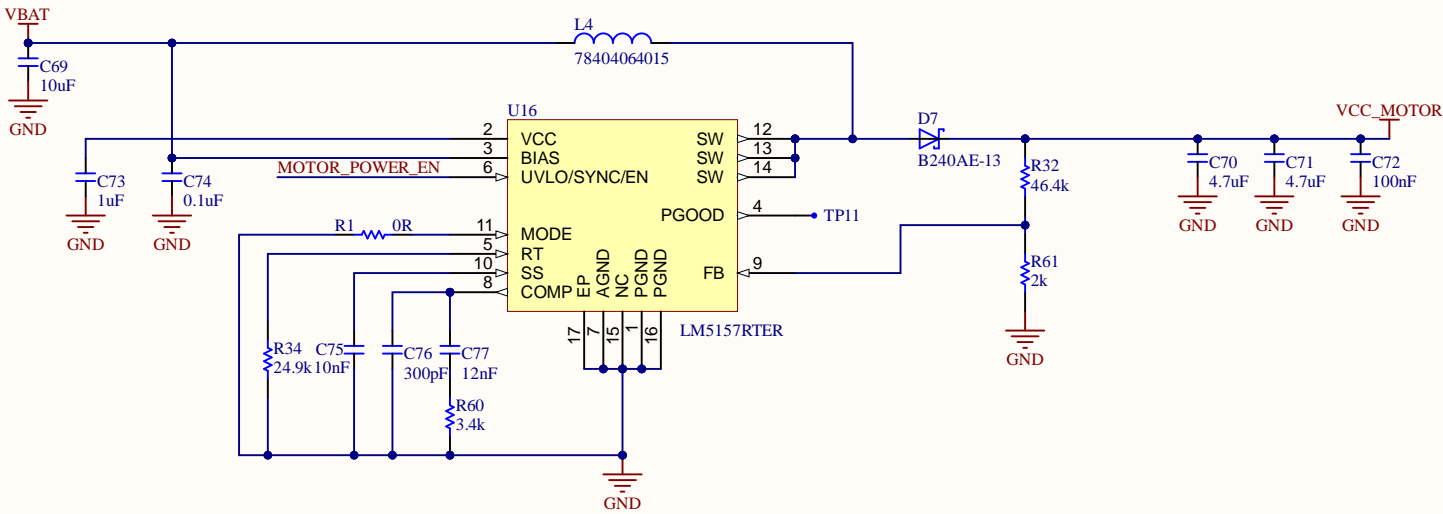 VBAT
C69
10uF
GND
L4
78404064015
U16
2
VCC
3
BIAS
MOTOR_POWER_EN
6
UVLO/SYNC/EN
C73
1uF
GND
C74
0.1uF
GND
R1
0R
11
MODE
5
RT
10
SS
8
COMP
SW
12
SW
13
SW
14
PGOOD
4
TP11
FB
9
EP
AGND
NC
PGND
PGND
17
7
15
1
16
LM5157RTER
D7
B240AE-13
VCC_MOTOR
R32
46.4k
R61
2k
GND
C70
4.7uF
GND
C71
4.7uF
GND
C72
100nF
GND
R34
24.9k
C75
10nF
C76
300pF
C77
12nF
R60
3.4k
GND